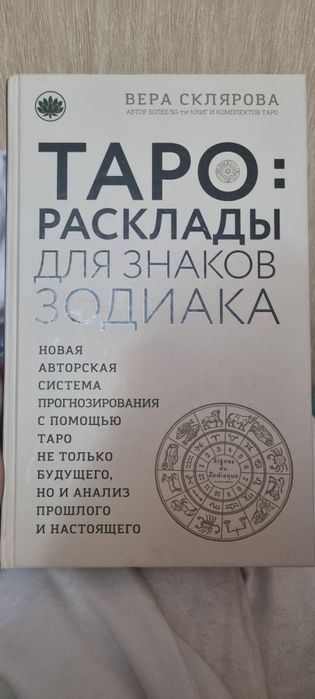 ВЕРА СКЛЯРОВА
АВТОР БОЛЕЕ 50-ти КНИГ И КОМПЛЕКТОВ ТАРО
ТАРО:
РАСКЛАДЫ
ДЛЯ ЗНАКОВ
ЗОДИАКА
НОВАЯ
АВТОРСКАЯ
СИСТЕМА
ПРОГНОЗИРОВАНИЯ
С ПОМОЩЬЮ
ТАРО
НЕ ТОЛЬКО
БУДУЩЕГО,
НО И АНАЛИЗ
ПРОШЛОГО
И НАСТОЯЩЕГО
Signes
du
Zodiaque